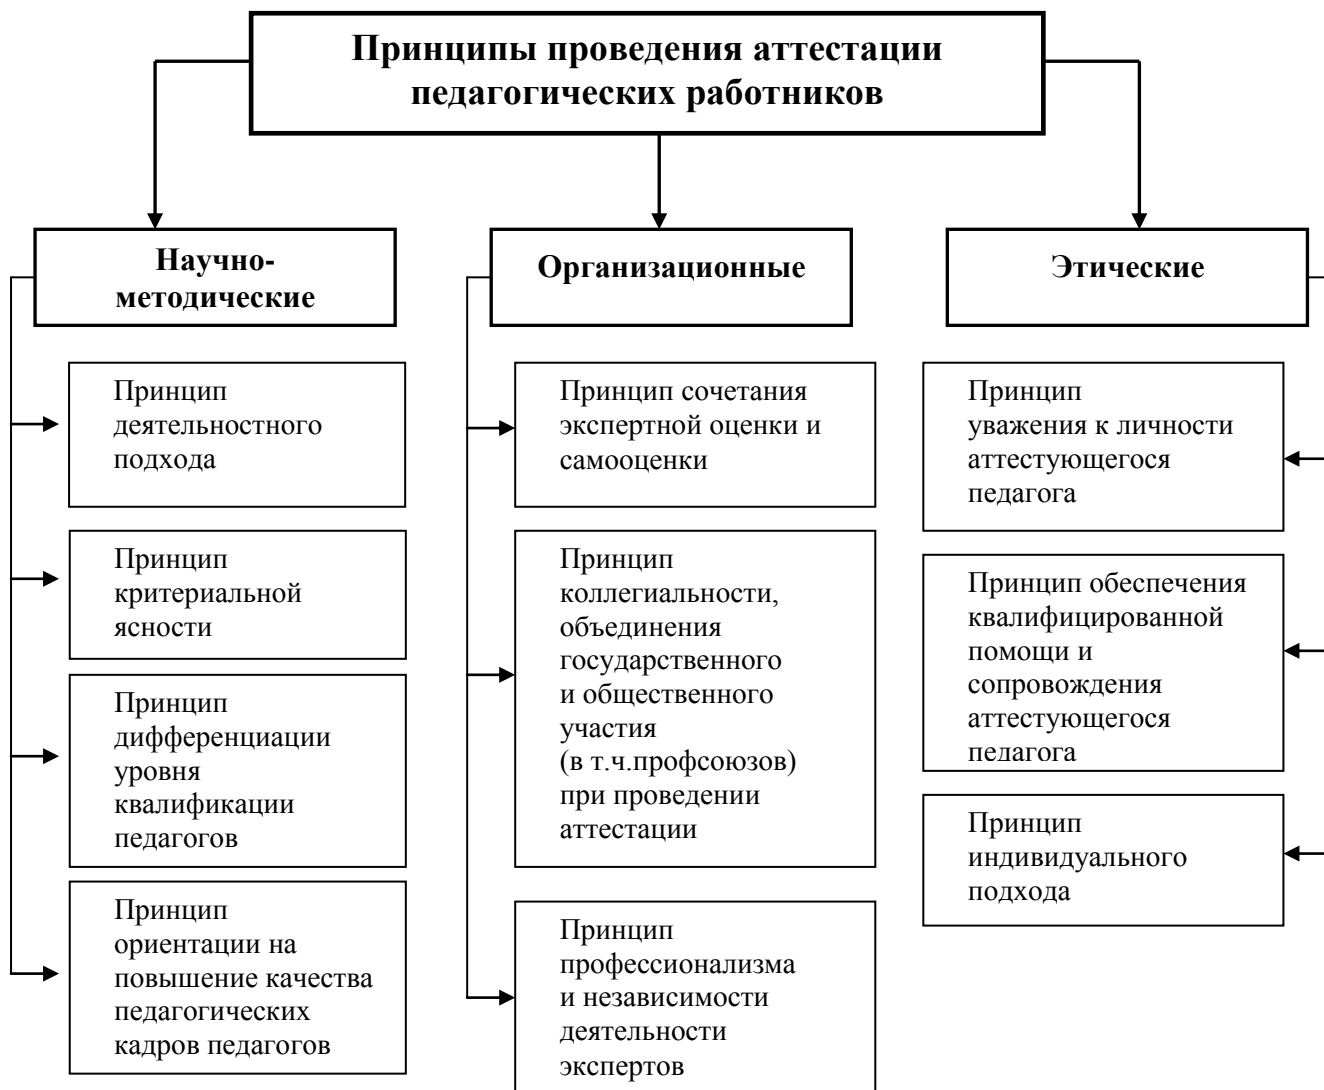 Принципы проведения аттестации
педагогических работников
Научно-
методические
Принцип
деятельностного
подхода
Принцип
критериальной
ясности
Принцип
дифференциации
уровня
квалификации
педагогов
Принцип
ориентации на
повышение качества
педагогических
кадров педагогов
Организационные
Принцип сочетания
экспертной оценки и
самооценки
Принцип
коллегиальности,
объединения
государственного
и общественного
участия
(в т.ч.профсоюзов)
при проведении
аттестации
Принцип
профессионализма
и независимости
деятельности
экспертов
Этические
Принцип
уважения к личности
аттестующегося
педагога
Принцип обеспечения
квалифицированной
помощи и
сопровождения
аттестующегося
педагога
Принцип
индивидуального
подхода